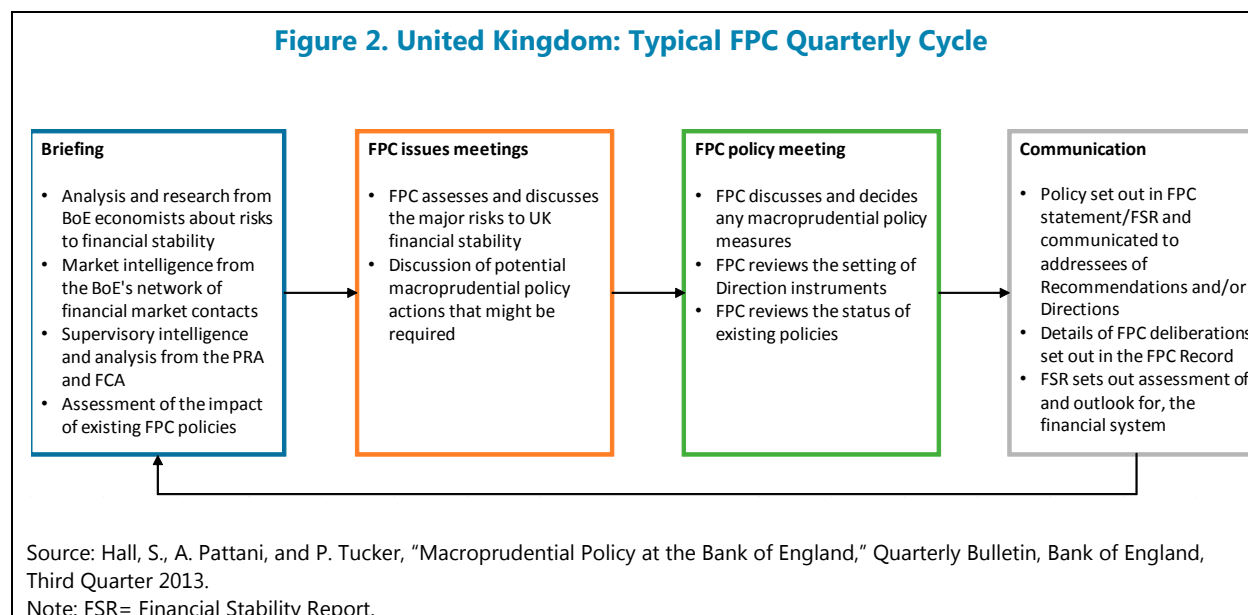 Figure 2. United Kingdom: Typical FPC Quarterly Cycle
Briefing
• Analysis and research from
BoE economists about risks
to financial stability
• Market intelligence from
the BoE's network of
financial market contacts
• Supervisory intelligence
and analysis from the PRA
and FCA
• Assessment of the impact
of existing FPC policies
FPC issues meetings
• FPC assesses and discusses
the major risks to UK
financial stability
• Discussion of potential
macroprudential policy
actions that might be
required
FPC policy meeting
• FPC discusses and decides
any macroprudential policy
measures
• FPC reviews the setting of
Direction instruments
• FPC reviews the status of
existing policies
Communication
• Policy set out in FPC
statement/FSR and
communicated to
addressees of
Recommendations and/or
Directions
• Details of FPC deliberations
set out in the FPC Record
• FSR sets out assessment of
and outlook for, the
financial system
Source: Hall, S., A. Pattani, and P. Tucker, "Macroprudential Policy at the Bank of England," Quarterly Bulletin, Bank of England,
Third Quarter 2013.
Note: FSR= Financial Stability Report.